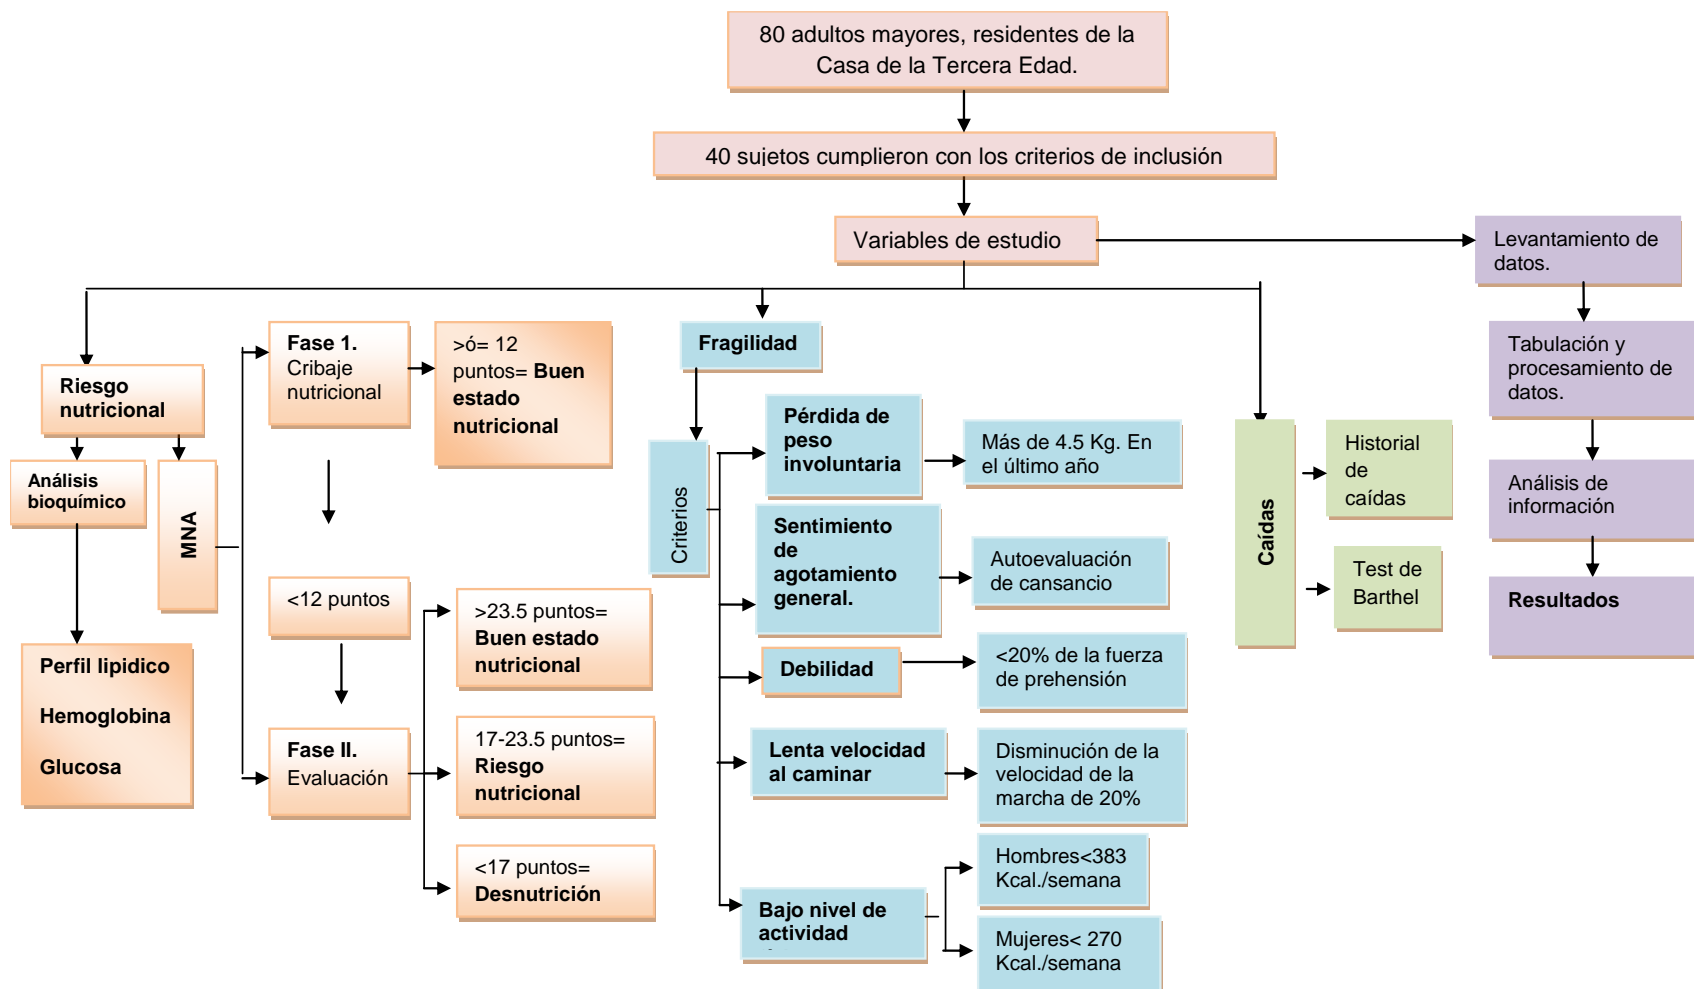 80 adultos mayores, residentes de la
Casa de la Tercera Edad.
40 sujetos cumplieron con los criterios de inclusión
Variables de estudio
Levantamiento de
datos.
Tabulación y
procesamiento de
datos.
Análisis de
información
Resultados
Riesgo
nutricional
Análisis
bioquímico
MNA
Perfil lipidico
Hemoglobina
Glucosa
Fase 1.
Cribaje
nutricional
>ó= 12
puntos= Buen
estado
nutricional
<12 puntos
Fase II.
Evaluación
>23.5 puntos=
Buen estado
nutricional
17-23.5 puntos=
Riesgo
nutricional
<17 puntos=
Desnutrición
Fragilidad
Criterios
Pérdida de
peso
involuntaria
Más de 4.5 Kg. En
el último año
Sentimiento
de
agotamiento
general.
Autoevaluación
de cansancio
Debilidad
<20% de la fuerza
de prehensión
Lenta velocidad
al caminar
Disminución de la
velocidad de la
marcha de 20%
Bajo nivel de
actividad
Hombres<383
Kcal./semana
Mujeres< 270
Kcal./semana
Caídas
Historial
de
caídas
Test de
Barthel